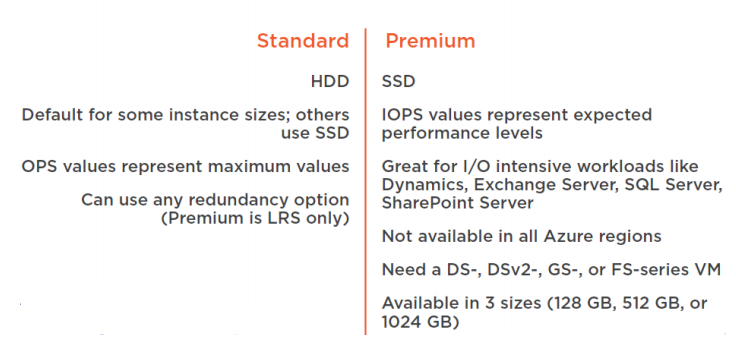 Standard
HDD
Default for some instance sizes; others
use SSD
OPS values represent maximum values
Can use any redundancy option
(Premium is LRS only)
Premium
SSD
IOPS values represent expected
performance levels
Great for I/O intensive workloads like
Dynamics, Exchange Server, SQL Server,
SharePoint Server
Not available in all Azure regions
Need a DS-, DSv2-, GS-, or FS-series VM
Available in 3 sizes (128 GB, 512 GB, or
1024 GB)